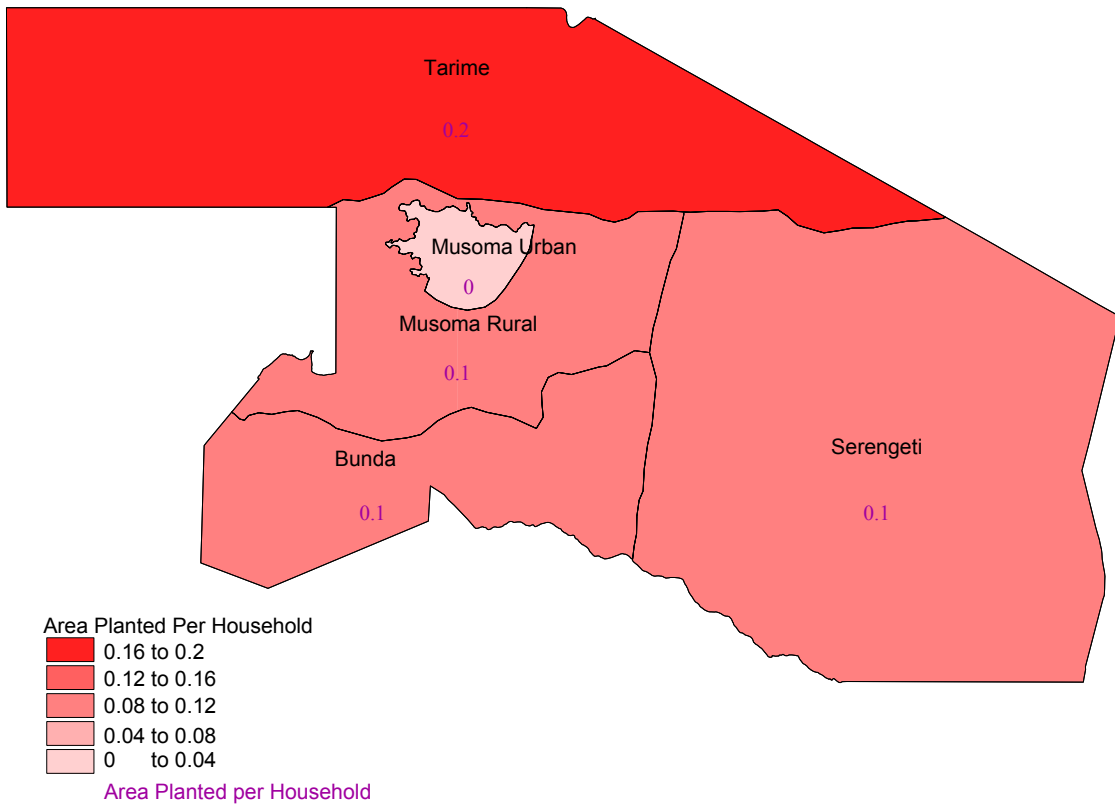 Tarime
0.2
Musoma Urban
0
Musoma Rural
0.1
Serengeti
Bunda
0.1
0.1
Area Planted Per Household
0.16 to 0.2
0.12 to 0.16
0.08 to 0.12
0.04 to 0.08
0 to 0.04
Area Planted per Household